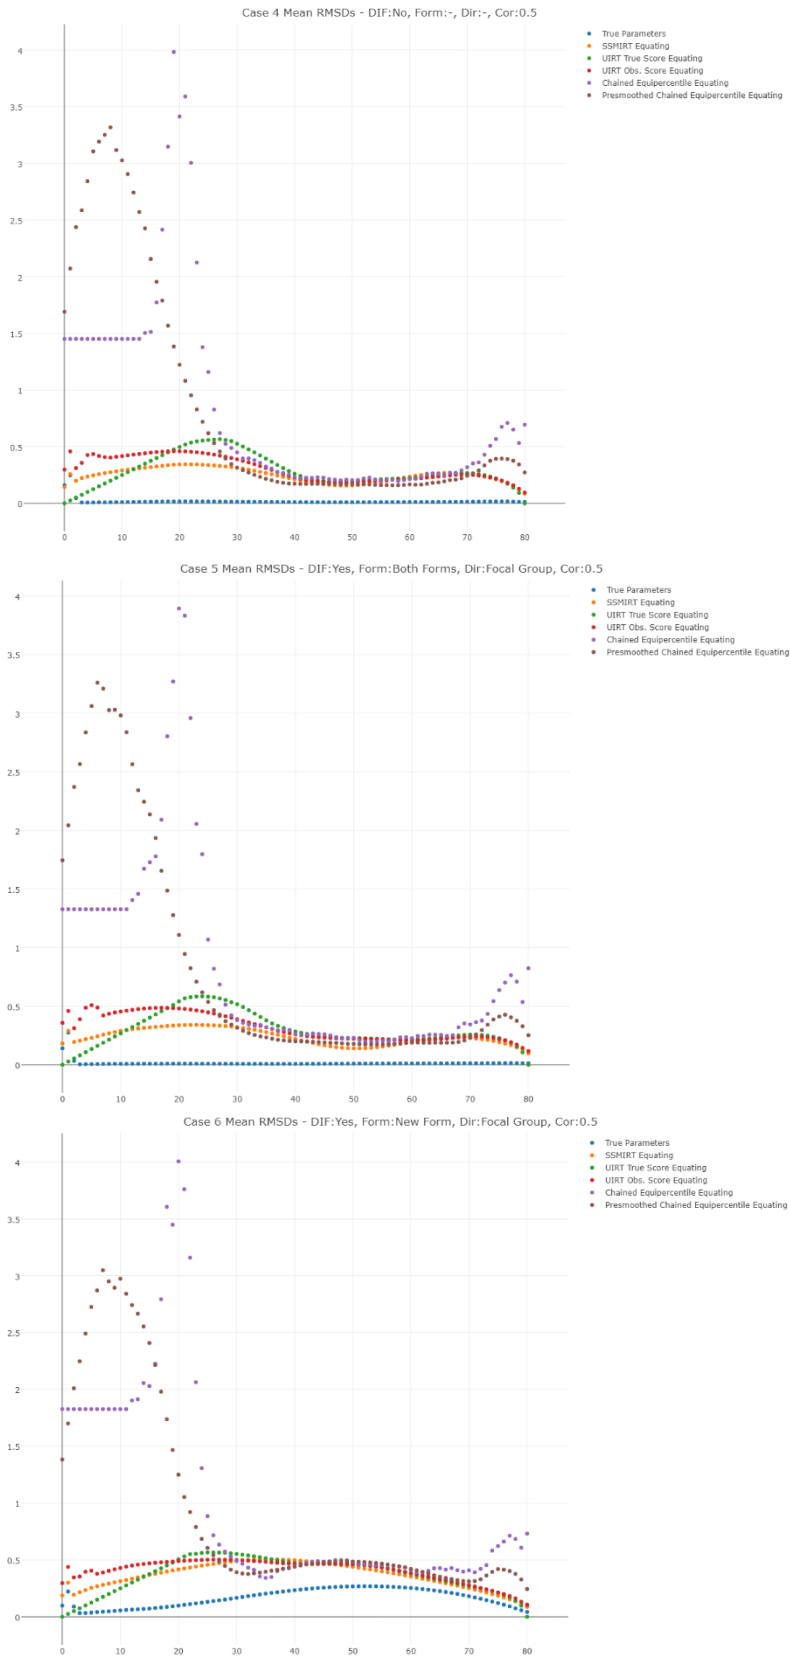 Case 4 Mean RMSDs - DIF:No, Form:-, Dir:-, Cor:0.5
True Parameters
SSMIRT Equating
UIRT True Score Equating
UIRT Obs. Score Equating
Chained Equipercentile Equating
Presmoothed Chained Equipercentile Equating
4
3.5
3
2.5
2
1.5
1
0.5
0
0 10 20 30 40 50 60 70 80
Case 5 Mean RMSDs - DIF:Yes, Form:Both Forms, Dir:Focal Group, Cor:0.5
True Parameters
SSMIRT Equating
UIRT True Score Equating
UIRT Obs. Score Equating
Chained Equipercentile Equating
Presmoothed Chained Equipercentile Equating
4
3.5
3
2.5
2
1.5
1
0.5
0
0 10 20 30 40 50 60 70 80
Case 6 Mean RMSDs - DIF:Yes, Form:New Form, Dir:Focal Group, Cor:0.5
True Parameters
SSMIRT Equating
UIRT True Score Equating
UIRT Obs. Score Equating
Chained Equipercentile Equating
Presmoothed Chained Equipercentile Equating
4
3.5
3
2.5
2
1.5
1
0.5
0
0 10 20 30 40 50 60 70 80